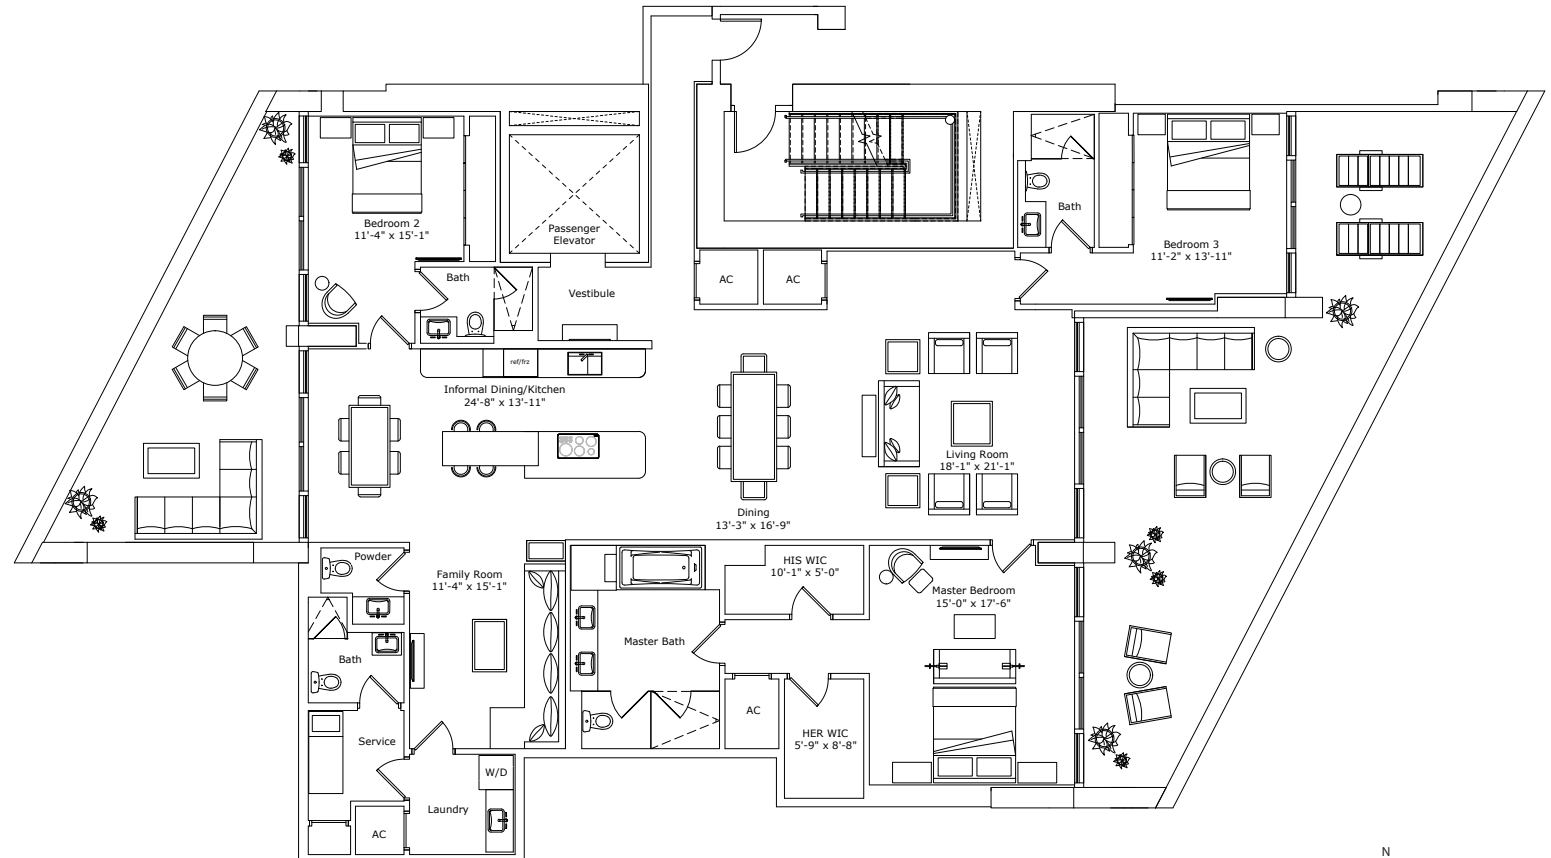 Bedroom 2
11'-4" x 15'-1"
Passenger
Elevator
Bath
Vestibule
AC
AC
Bath
Bedroom 3
11'-2" x 13'-11"
ref/frz
Informal Dining/Kitchen
24'-8" x 13'-11"
Living Room
18'-1" x 21'-1"
Dining
13'-3" x 16'-9"
Powder
Family Room
11'-4" x 15'-1"
HIS WIC
10'-1" x 5'-0"
Master Bedroom
15'-0" x 17'-6"
Master Bath
Bath
AC
HER WIC
5'-9" x 8'-8"
Service
W/D
Laundry
AC
N